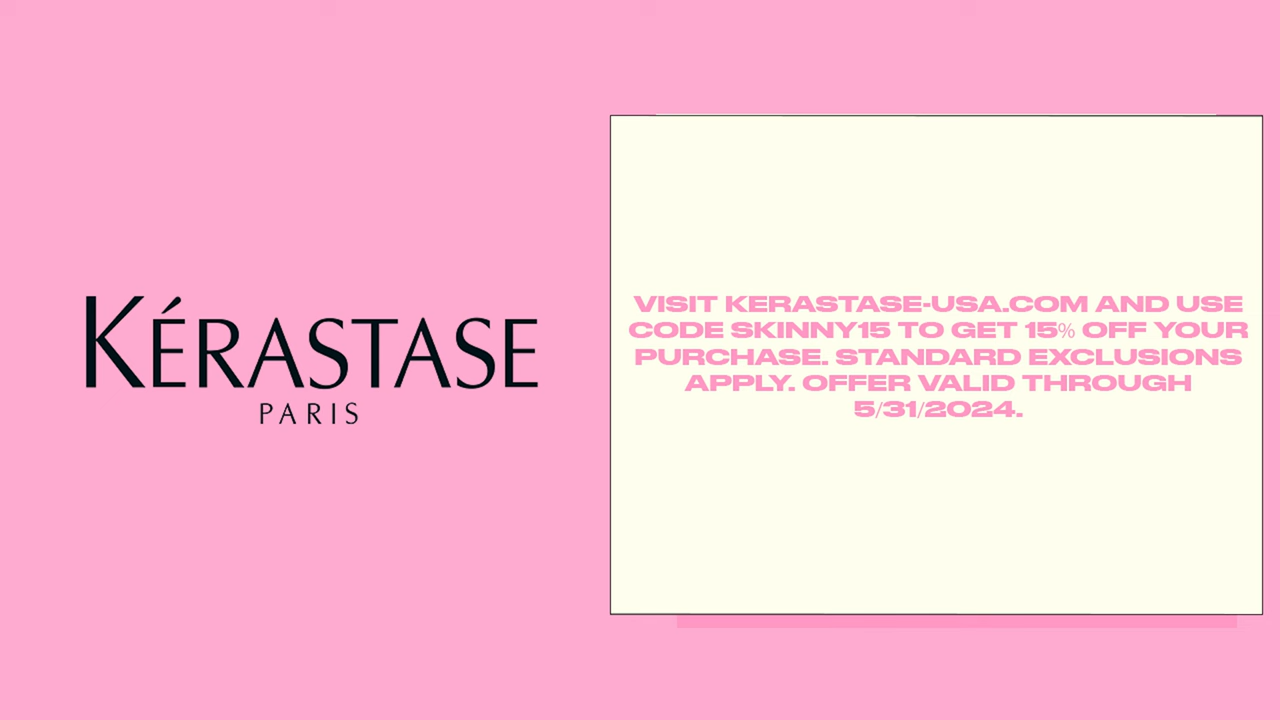 KÉRASTASE
PARIS
VISIT KERASTASE-USA.COM AND USE
CODE SKINNY15 TO GET 15% OFF YOUR
PURCHASE. STANDARD EXCLUSIONS
APPLY. OFFER VALID THROUGH
5/31/2024.